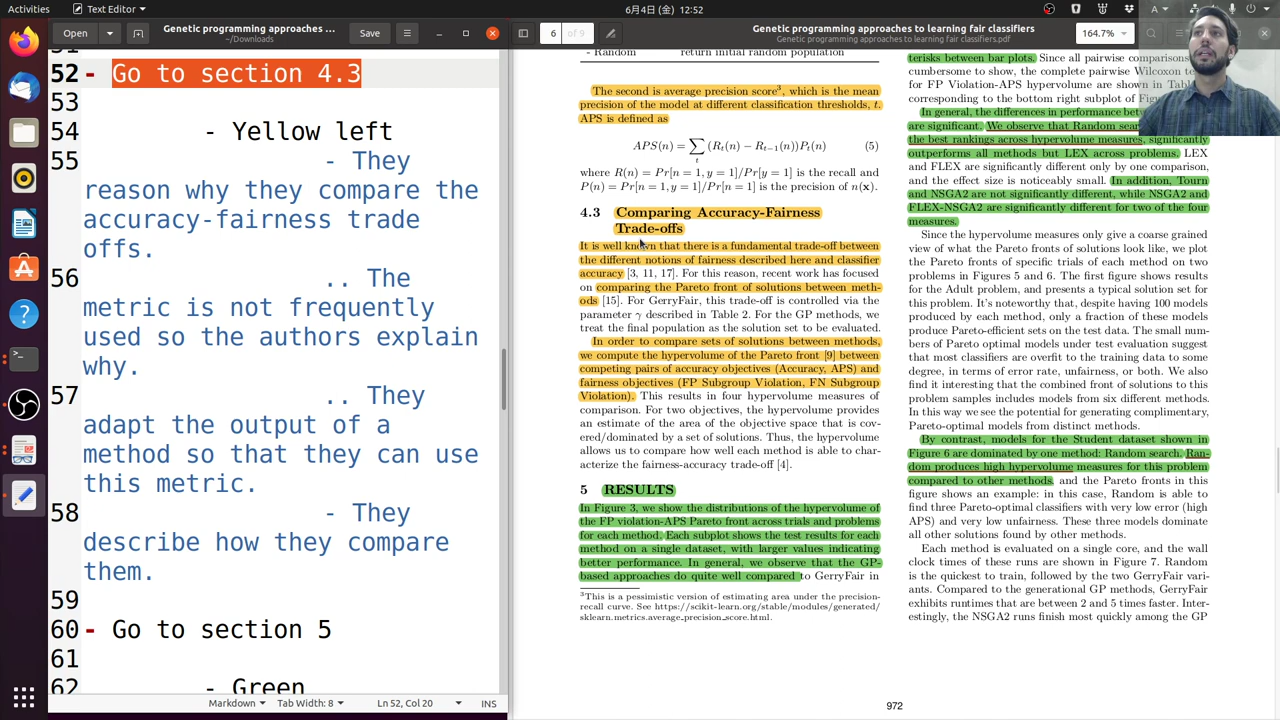 Activities
Text Editor
6月4日 (金) 12:52
A
Open
Genetic programming approaches ...
~/Downloads
Save
52 - Go to section 4.3
53
54 - Yellow left
55 - They
reason why they compare the
accuracy-fairness trade
offs.
56 .. The
metric is not frequently
used so the authors explain
why.
57 .. They
adapt the output of a
method so that they can use
this metric.
58 - They
describe how they compare
them.
59
60 - Go to section 5
61
62 - Green
Markdown
Tab Width: 8
Ln 52, Col 20
INS
6 of 9
Genetic programming approaches to learning fair classifiers
Genetic programming approaches to learning fair classifiers.pdf
164.7%
- Random return initial random population
The second is average precision score3, which is the mean
precision of the model at different classification thresholds, t.
APS is defined as
APS(n) = ∑t (Rt(n) − Rt−1(n))Pt(n) (5)
where R(n) = Pr[n = 1, y = 1]/Pr[y = 1] is the recall and
P(n) = Pr[n = 1, y = 1]/Pr[n = 1] is the precision of n(x).
4.3 Comparing Accuracy-Fairness
Trade-offs
It is well known that there is a fundamental trade-off between
the different notions of fairness described here and classifier
accuracy [3, 11, 17]. For this reason, recent work has focused
on comparing the Pareto front of solutions between meth-
ods [15]. For GerryFair, this trade-off is controlled via the
parameter γ described in Table 2. For the GP methods, we
treat the final population as the solution set to be evaluated.
In order to compare sets of solutions between methods,
we compute the hypervolume of the Pareto front [9] between
competing pairs of accuracy objectives (Accuracy, APS) and
fairness objectives (FP Subgroup Violation, FN Subgroup
Violation). This results in four hypervolume measures of
comparison. For two objectives, the hypervolume provides
an estimate of the area of the objective space that is cov-
ered/dominated by a set of solutions. Thus, the hypervolume
allows us to compare how well each method is able to char-
acterize the fairness-accuracy trade-off [4].
5 RESULTS
In Figure 3, we show the distributions of the hypervolume of
the FP violation-APS Pareto front across trials and problems
for each method. Each subplot shows the test results for each
method on a single dataset, with larger values indicating
better performance. In general, we observe that the GP-
based approaches do quite well compared to GerryFair in
3This is a pessimistic version of estimating area under the precision-
recall curve. See https://scikit-learn.org/stable/modules/generated/
sklearn.metrics.average_precision_score.html.
terisks between bar plots. Since all pairwise comparisons
cumbersome to show, the complete pairwise Wilcoxon
for FP Violation-APS hypervolume are shown in
corresponding to the bottom right subplot of
In general, the differences in performance
are significant. We observe that Random
the best rankings across hypervolume measures, significantly
outperforms all methods but LEX across problems. LEX
and FLEX are significantly different only by one comparison,
and the effect size is noticeably small. In addition, Tourn
and NSGA2 are not significantly different, while NSGA2 and
FLEX-NSGA2 are significantly different for two of the four
measures.
Since the hypervolume measures only give a coarse grained
view of what the Pareto fronts of solutions look like, we plot
the Pareto fronts of specific trials of each method on two
problems in Figures 5 and 6. The first figure shows results
for the Adult problem, and presents a typical solution set for
this problem. It's noteworthy that, despite having 100 models
produced by each method, only a fraction of these models
produce Pareto-efficient sets on the test data. The small num-
bers of Pareto optimal models under test evaluation suggest
that most classifiers are overfit to the training data to some
degree, in terms of error rate, unfairness, or both. We also
find it interesting that the combined front of solutions to this
problem samples includes models from six different methods.
In this way we see the potential for generating complimentary,
Pareto-optimal models from distinct methods.
By contrast, models for the Student dataset shown in
Figure 6 are dominated by one method: Random search. Ran-
dom produces high hypervolume measures for this problem
compared to other methods, and the Pareto fronts in this
figure shows an example: in this case, Random is able to
find three Pareto-optimal classifiers with very low error (high
APS) and very low unfairness. These three models dominate
all other solutions found by other methods.
Each method is evaluated on a single core, and the wall
clock times of these runs are shown in Figure 7. Random
is the quickest to train, followed by the two GerryFair vari-
ants. Compared to the generational GP methods, GerryFair
exhibits runtimes that are between 2 and 5 times faster. Inter-
estingly, the NSGA2 runs finish most quickly among the GP
972